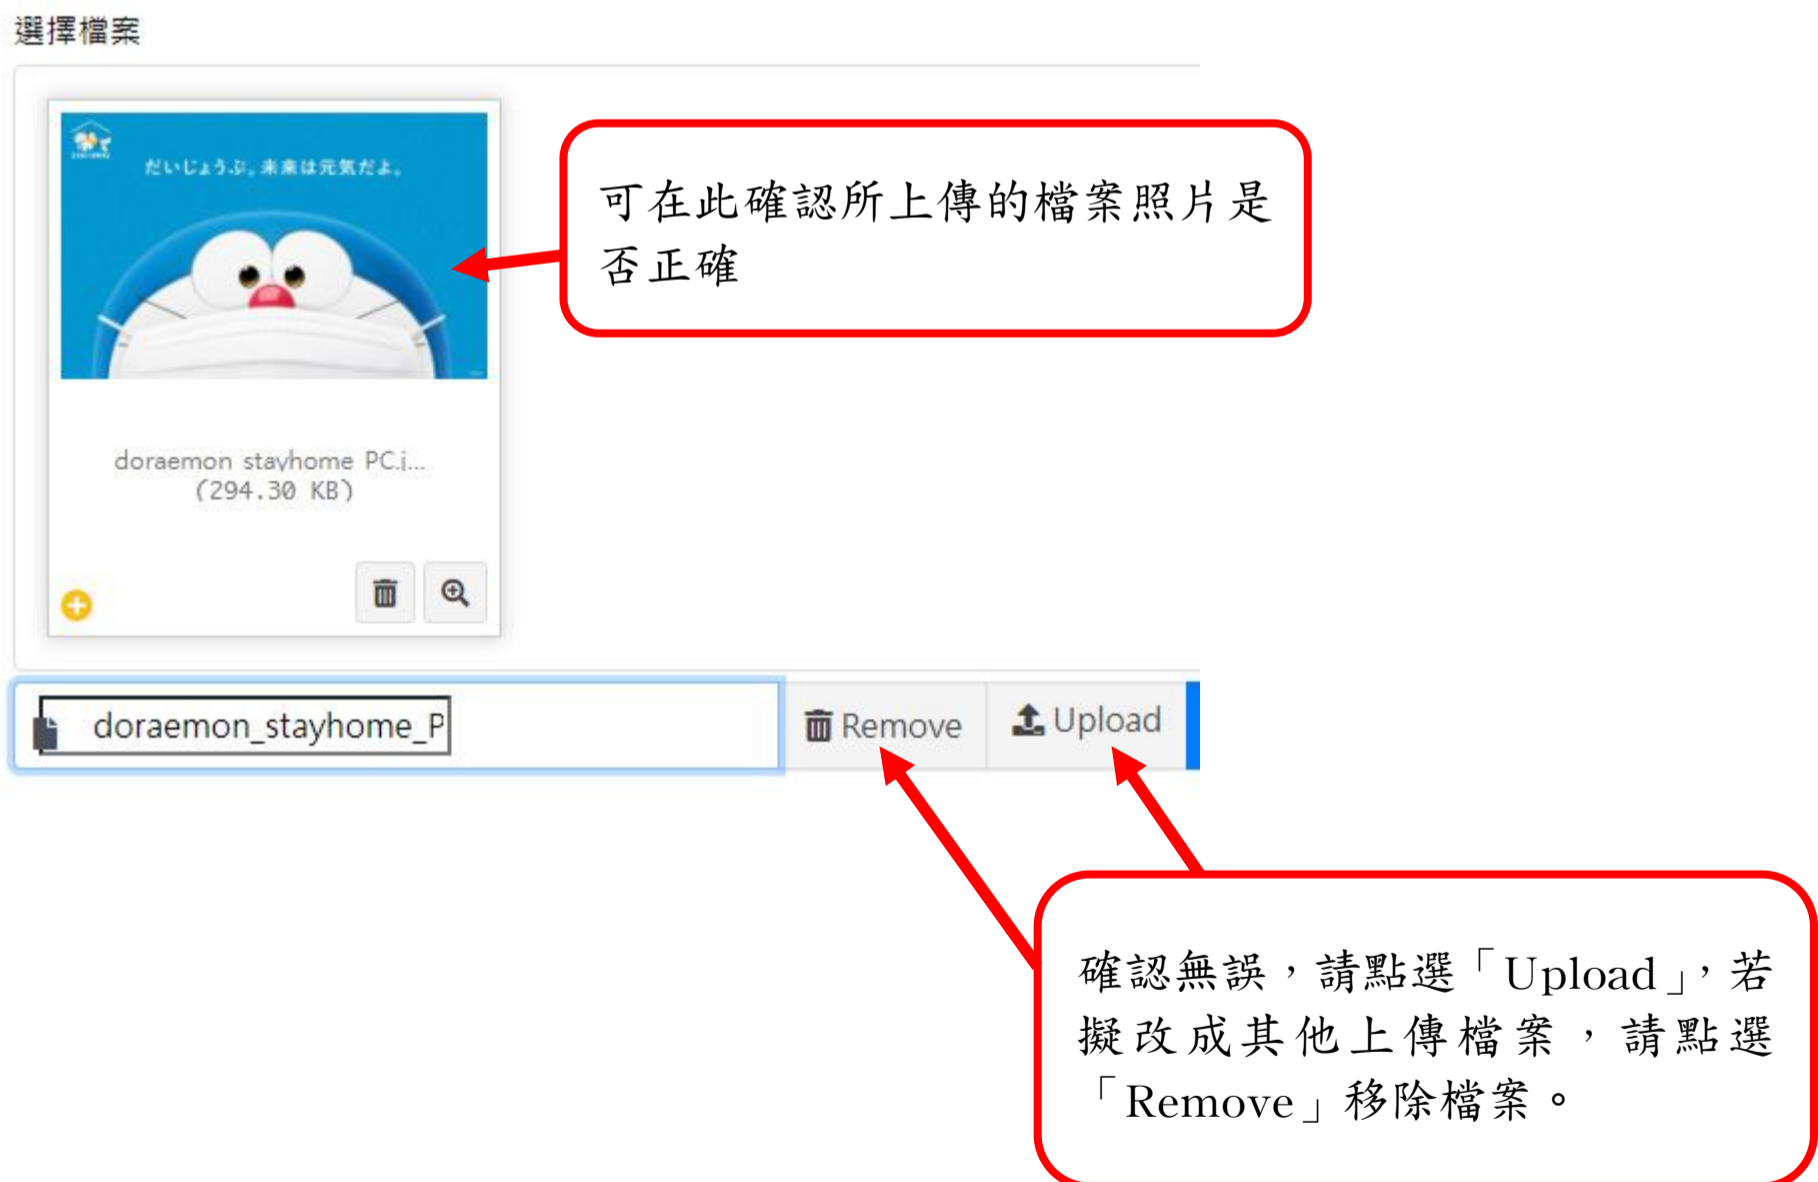 選擇檔案
だいじょうぶ。未来は元気だよ。
可在此確認所上傳的檔案照片是
否正確
doraemon stayhome PC.j...
(294.30 KB)
doraemon_stayhome_P
Remove
Upload
確認無誤，請點選「Upload」，若
擬改成其他上傳檔案，請點選
「Remove」移除檔案。